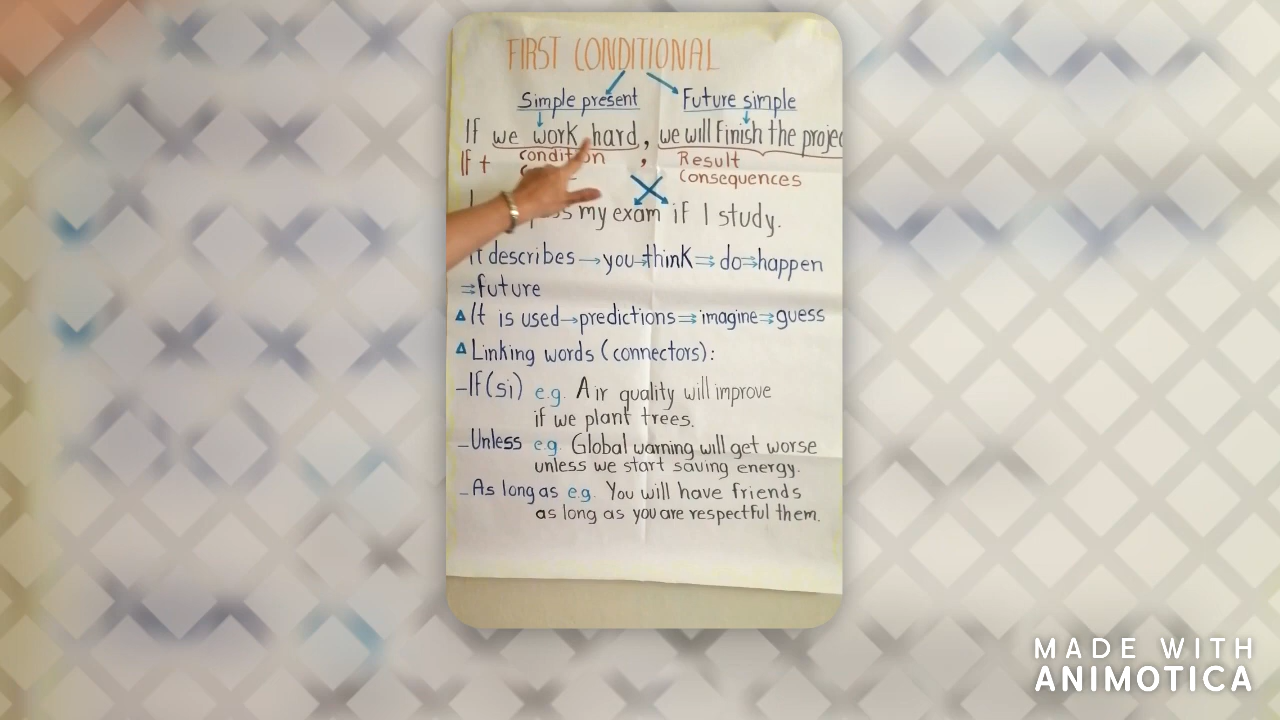 FIRST CONDITIONAL
Simple present Future simple
If we work hard, we will Finish the projec
If + condition , Result
Consequences
my exam if I study.
It describes → you → think ⇒ do ⇒ happen
⇒ future
It is used → predictions ⇒ imagine ⇒ guess
Linking words (connectors):
- If (si) e.g. Air quality will improve
if we plant trees.
- Unless e.g. Global warning will get worse
unless we start saving energy.
- As long as e.g. You will have friends
as long as you are respectful them.
MADE WITH
ANIMOTICA